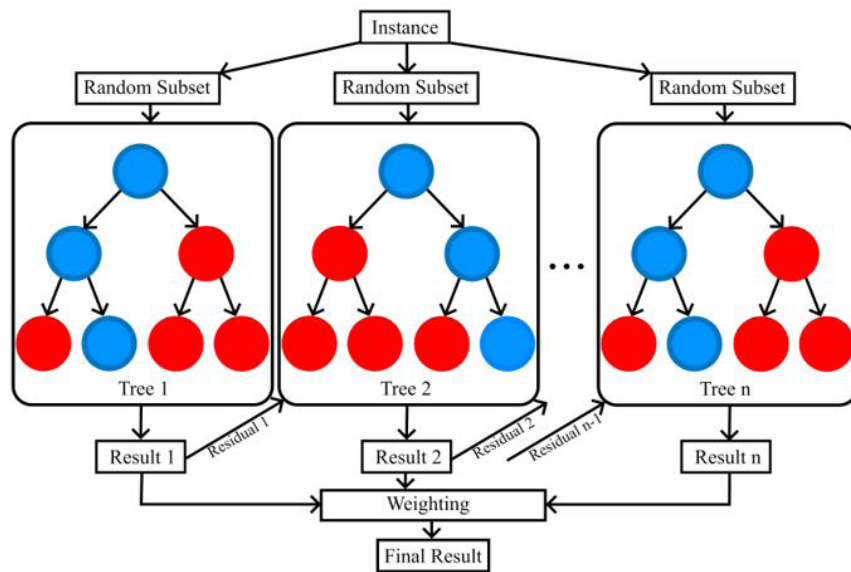 Instance
Random Subset
Random Subset
Random Subset
...
Tree 1
Tree 2
Tree n
Residual 1
Residual 2
Residual n-1
Result 1
Result 2
Result n
Weighting
Final Result